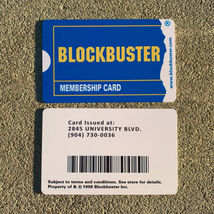 BLOCKBUSTER®
MEMBERSHIP CARD
www.blockbuster.com
Card Issued at:
2845 UNIVERSITY BLVD.
(904) 730-0036
Subject to terms and conditions. See store for details.
Property of & © 1998 Blockbuster Inc.